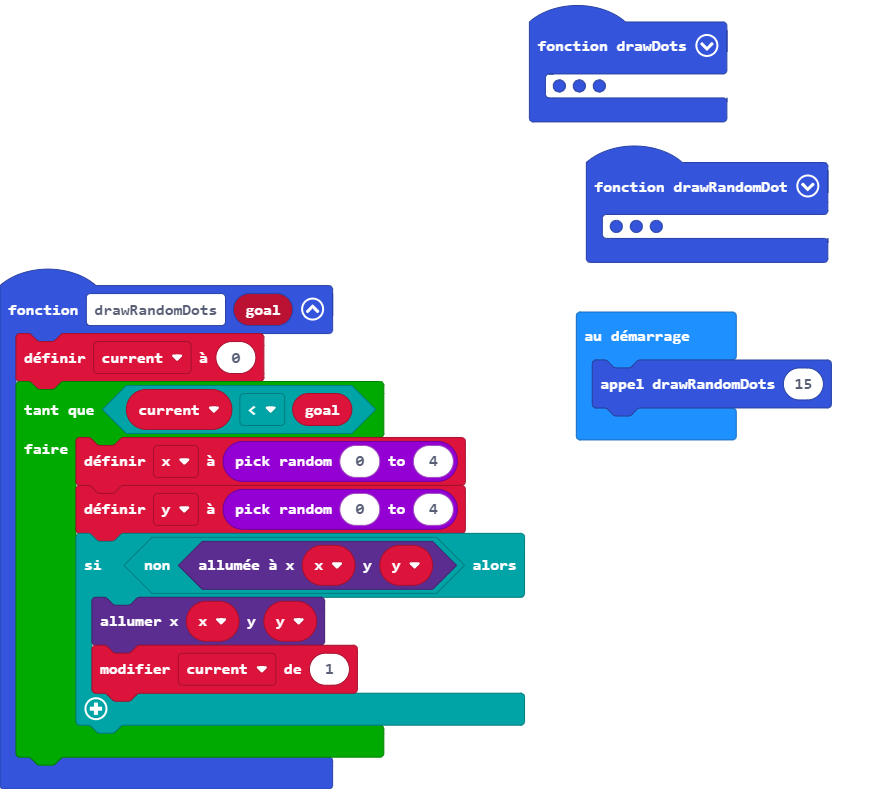 fonction drawDots
fonction drawRandomDot
fonction drawRandomDots goal
définir current à 0
tant que current < goal
faire
définir x à pick random 0 to 4
définir y à pick random 0 to 4
si non allumée à x x y y alors
allumer x x y y
modifier current de 1
au démarrage
appel drawRandomDots 15